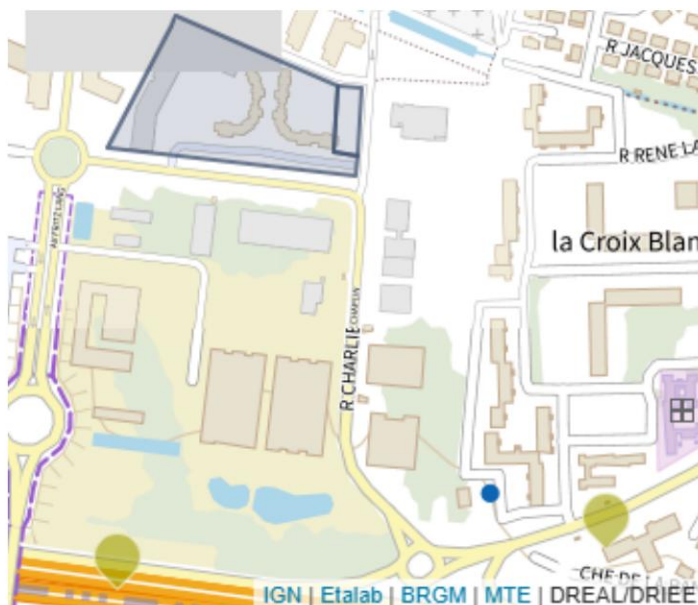 R JACQUES
R RENE LA
la Croix Blan
R CHARLIE CHAPLIN
CHE DE
IGN | Etalab | BRGM | MTE | DREAL/DRIEE